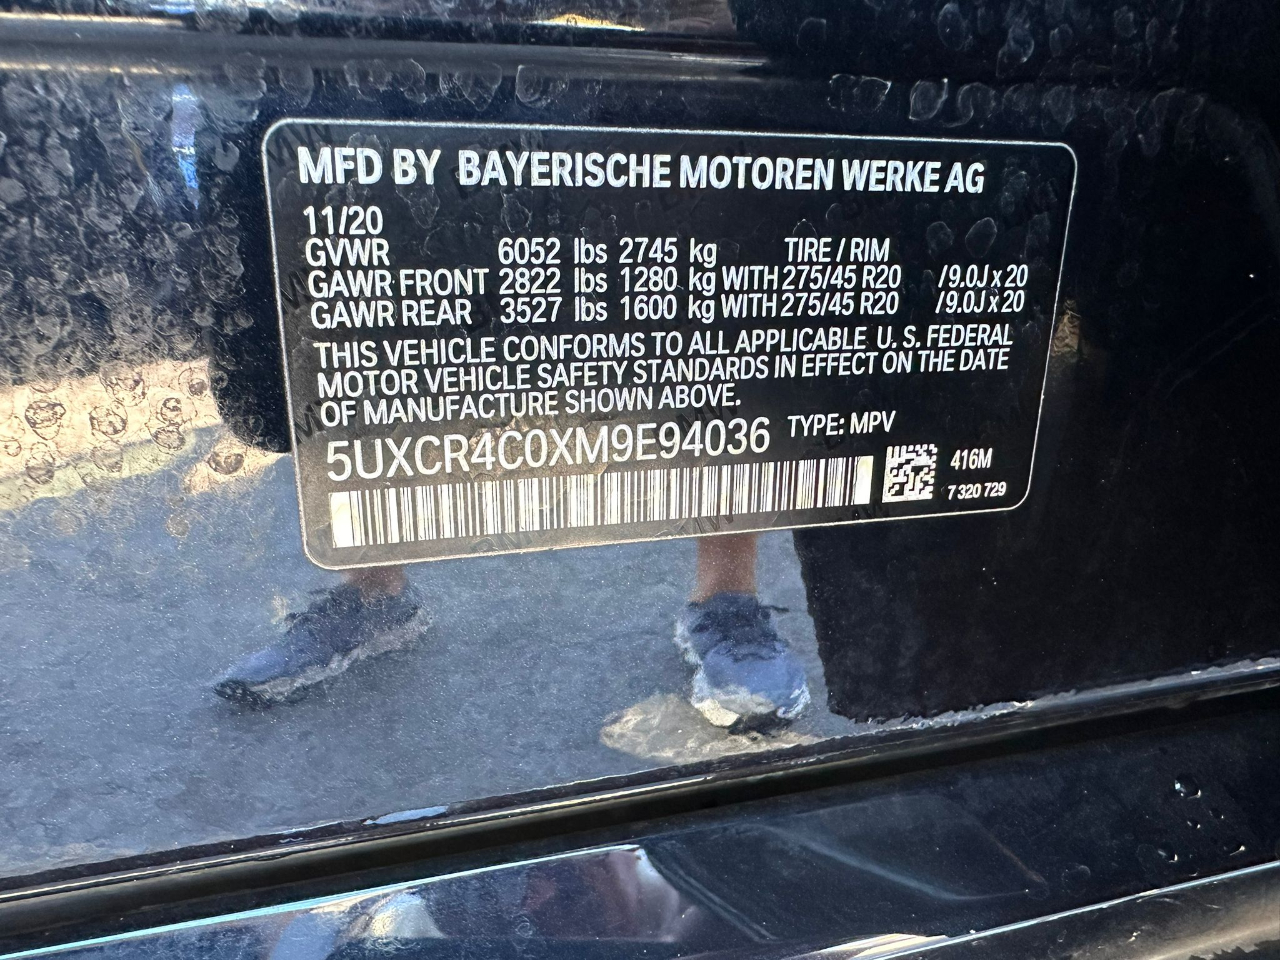 MFD BY BAYERISCHE MOTOREN WERKE AG
11/20
GVWR 6052 lbs 2745 kg TIRE / RIM
GAWR FRONT 2822 lbs 1280 kg WITH 275/45 R20 /9.0J x 20
GAWR REAR 3527 lbs 1600 kg WITH 275/45 R20 /9.0J x 20
THIS VEHICLE CONFORMS TO ALL APPLICABLE U. S. FEDERAL
MOTOR VEHICLE SAFETY STANDARDS IN EFFECT ON THE DATE
OF MANUFACTURE SHOWN ABOVE.
5UXCR4C0XM9E94036 TYPE: MPV
416M
7 320 729